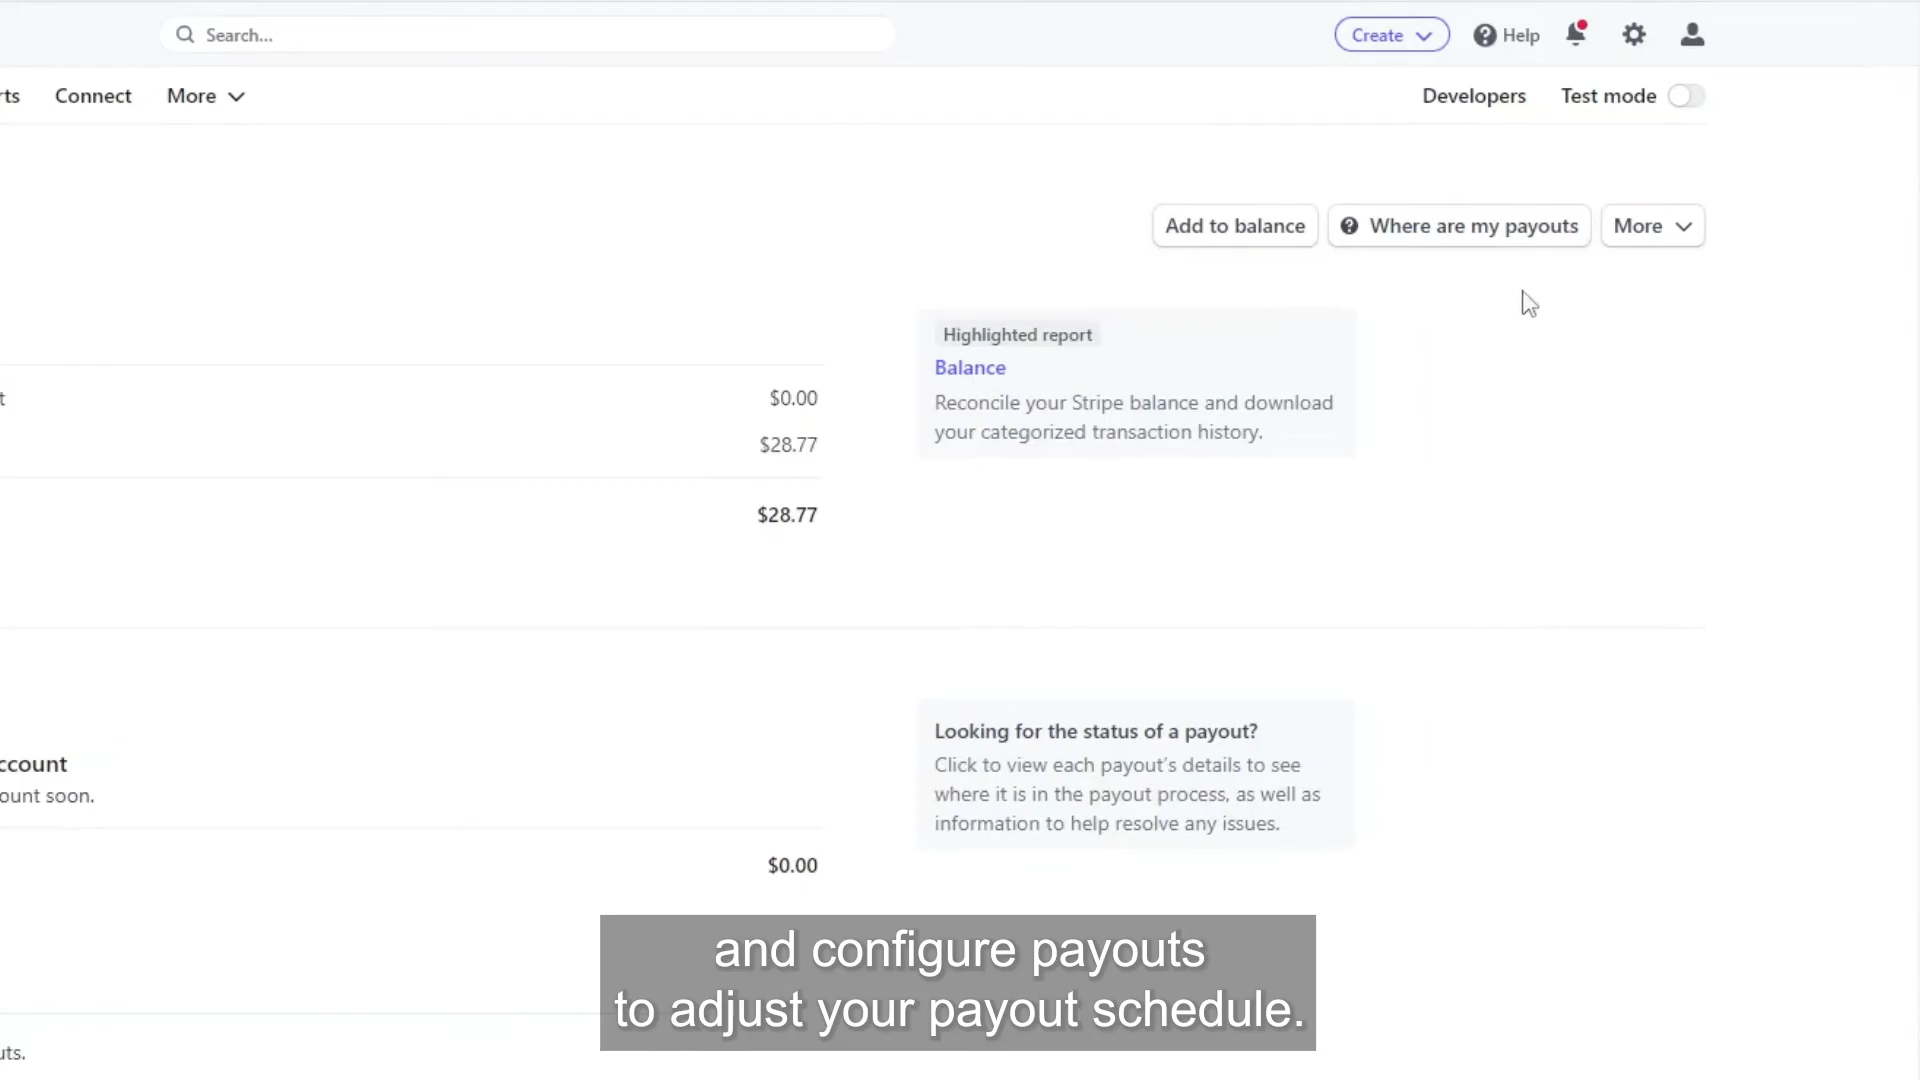 Search...
Create
Help
rts
Connect
More
Developers
Test mode
Add to balance
Where are my payouts
More
Highlighted report
Balance
Reconcile your Stripe balance and download
your categorized transaction history.
t
$0.00
$28.77
$28.77
Looking for the status of a payout?
Click to view each payout's details to see
where it is in the payout process, as well as
information to help resolve any issues.
ccount
ount soon.
$0.00
and configure payouts
to adjust your payout schedule.
uts.